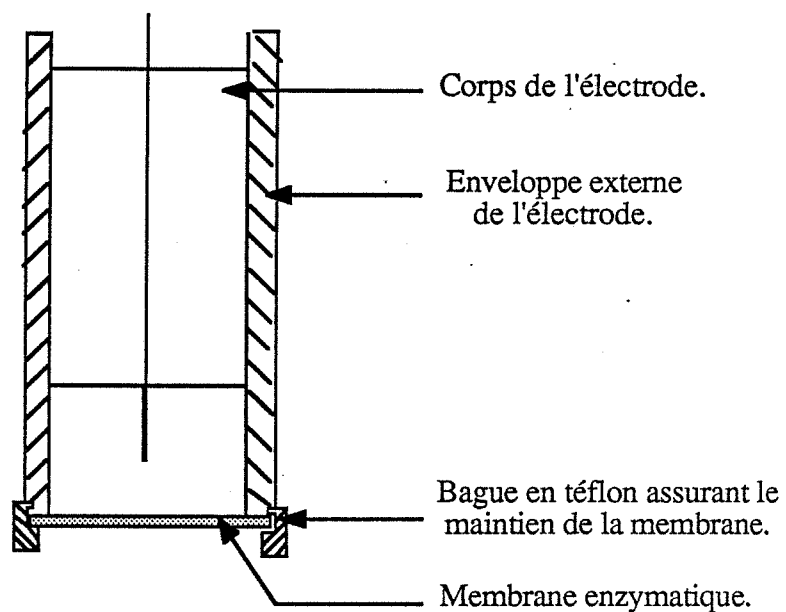 Corps de l'électrode.
Enveloppe externe
de l'électrode.
Bague en téflon assurant le
maintien de la membrane.
Membrane enzymatique.